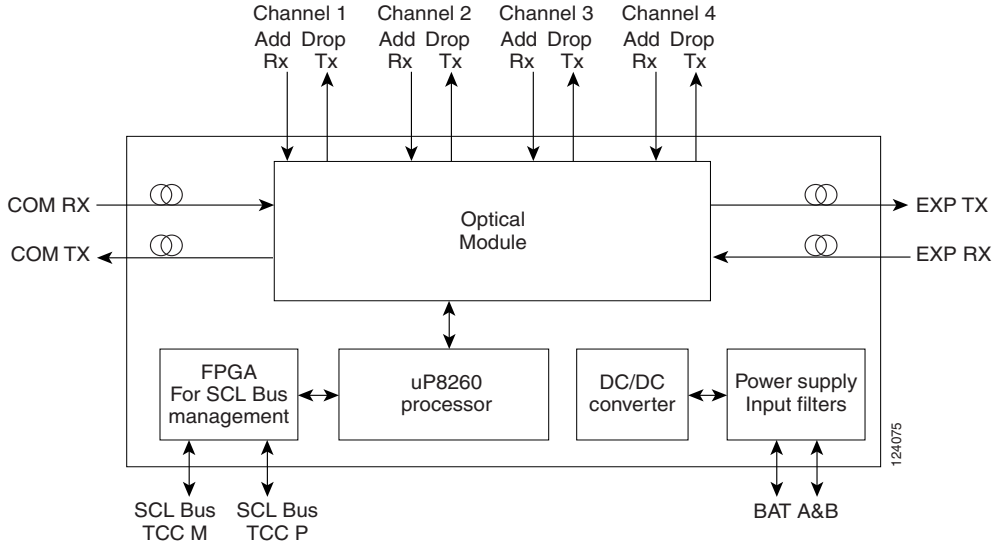 Channel 1 Channel 2 Channel 3 Channel 4
Add Drop Add Drop Add Drop Add Drop
Rx Tx Rx Tx Rx Tx Rx Tx
COM RX
EXP TX
Optical
Module
COM TX
EXP RX
FPGA
For SCL Bus
management
uP8260
processor
DC/DC
converter
Power supply
Input filters
124075
SCL Bus
TCC M
SCL Bus
TCC P
BAT A&B